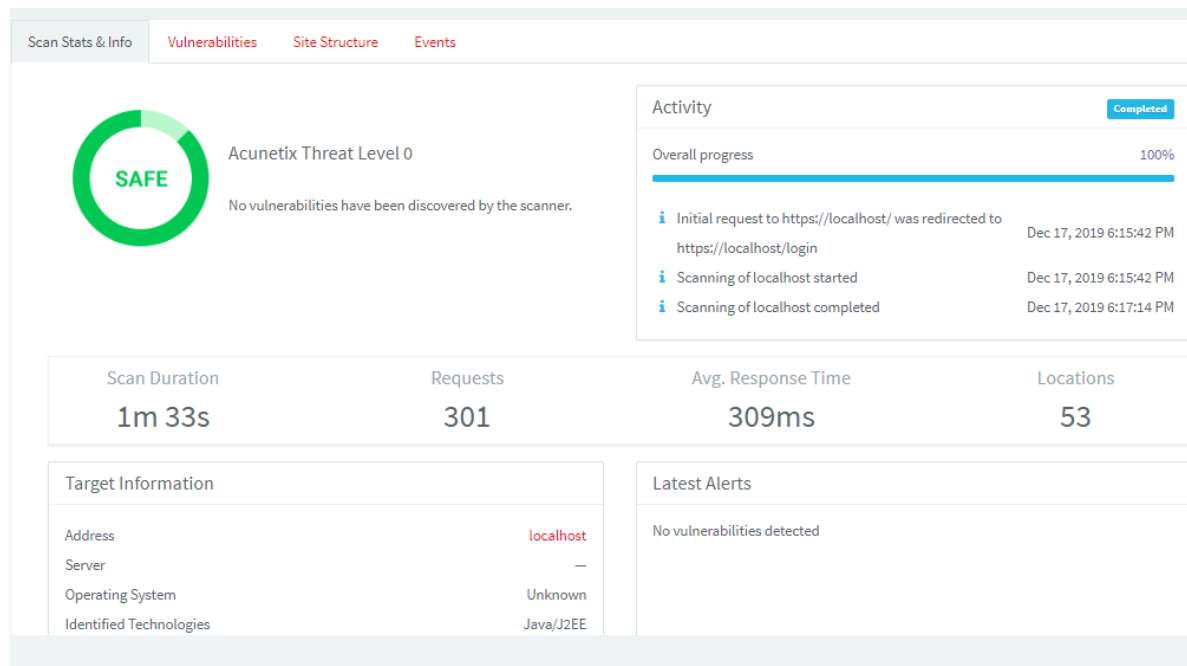 Scan Stats & Info Vulnerabilities Site Structure Events
SAFE
Acunetix Threat Level 0
No vulnerabilities have been discovered by the scanner.
Activity Completed
Overall progress 100%
Initial request to https://localhost/ was redirected to
https://localhost/login
Dec 17, 2019 6:15:42 PM
Scanning of localhost started Dec 17, 2019 6:15:42 PM
Scanning of localhost completed Dec 17, 2019 6:17:14 PM
Scan Duration Requests Avg. Response Time Locations
1m 33s 301 309ms 53
Target Information
Address localhost
Server —
Operating System Unknown
Identified Technologies Java/J2EE
Latest Alerts
No vulnerabilities detected